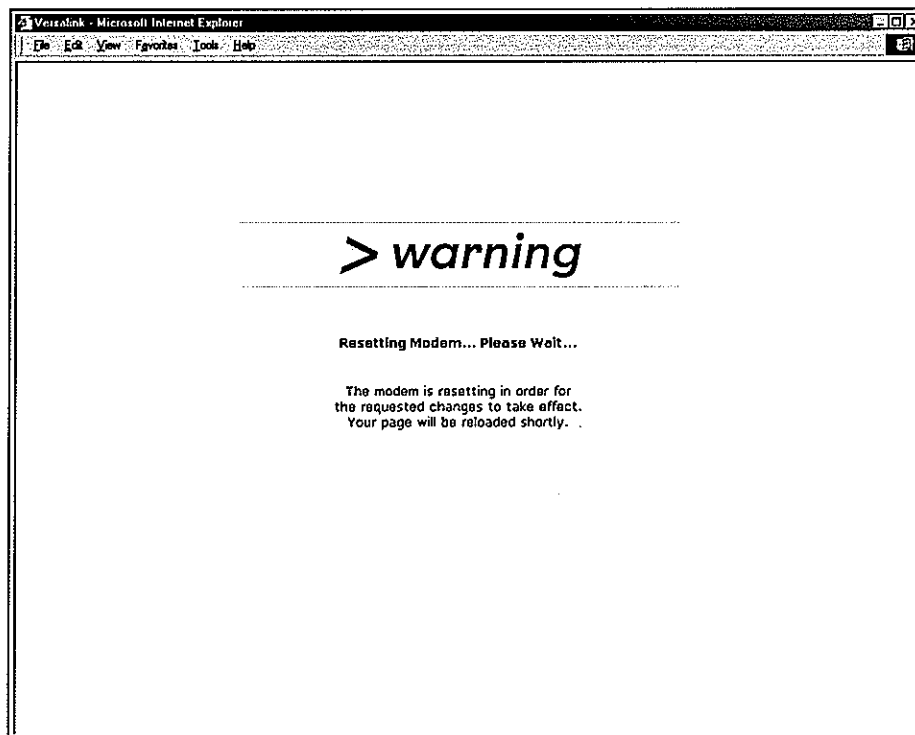 Versalink - Microsoft Internet Explorer
File Edit View Favorites Tools Help
> warning
Resetting Modem... Please Wait...
The modem is resetting in order for
the requested changes to take effect.
Your page will be reloaded shortly.